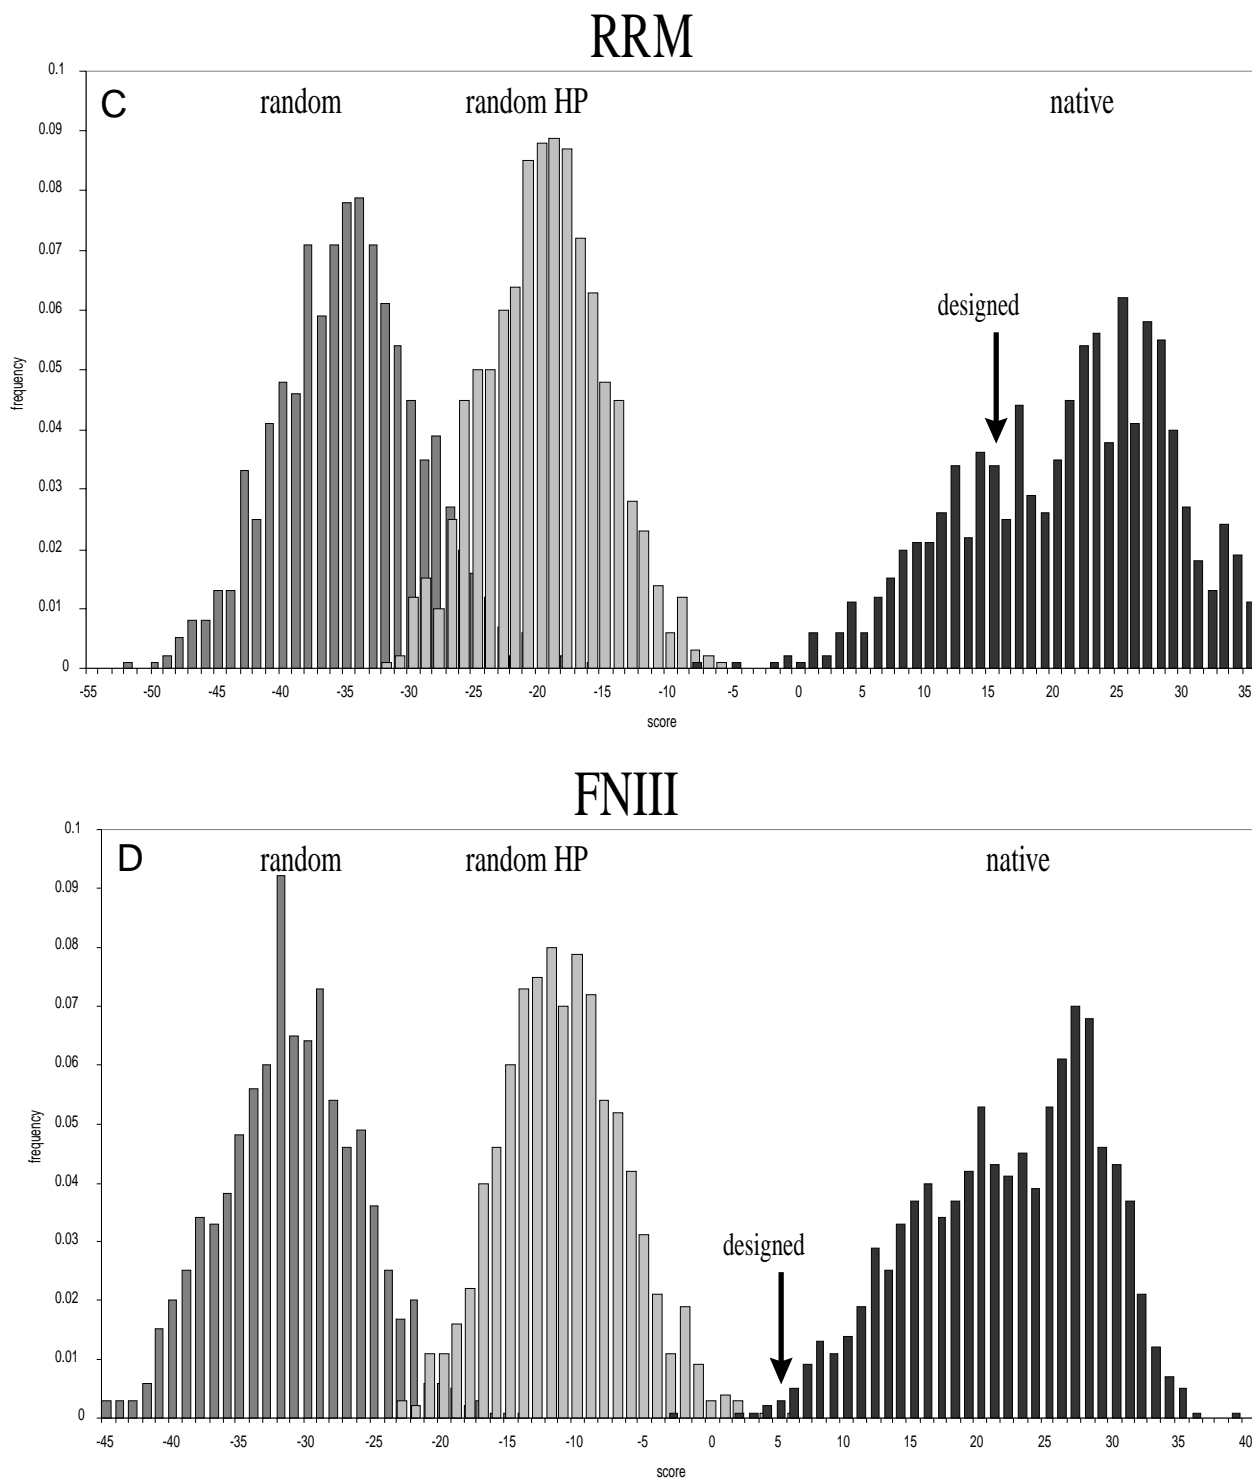 RRM
0.1
C
random
random HP
native
0.09
0.08
0.07
0.06
designed
0.05
frequency
0.04
0.03
0.02
0.01
0
-55 -50 -45 -40 -35 -30 -25 -20 -15 -10 -5 0 5 10 15 20 25 30 35
score
FNIII
0.1
D
random
random HP
native
0.09
0.08
0.07
0.06
0.05
frequency
0.04
0.03
designed
0.02
0.01
0
-45 -40 -35 -30 -25 -20 -15 -10 -5 0 5 10 15 20 25 30 35 40
score